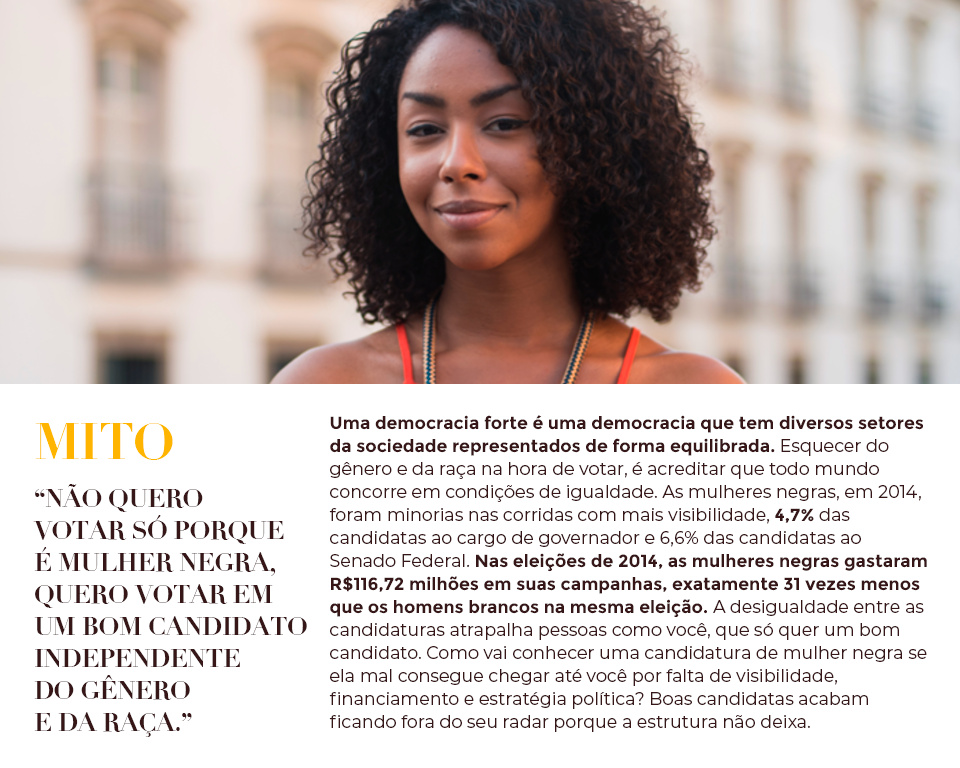 MITO
“NÃO QUERO
VOTAR SÓ PORQUE
É MULHER NEGRA,
QUERO VOTAR EM
UM BOM CANDIDATO
INDEPENDENTE
DO GÊNERO
E DA RAÇA.”
Uma democracia forte é uma democracia que tem diversos setores
da sociedade representados de forma equilibrada. Esquecer do
gênero e da raça na hora de votar, é acreditar que todo mundo
concorre em condições de igualdade. As mulheres negras, em 2014,
foram minorias nas corridas com mais visibilidade, 4,7% das
candidatas ao cargo de governador e 6,6% das candidatas ao
Senado Federal. Nas eleições de 2014, as mulheres negras gastaram
R$116,72 milhões em suas campanhas, exatamente 31 vezes menos
que os homens brancos na mesma eleição. A desigualdade entre as
candidaturas atrapalha pessoas como você, que só quer um bom
candidato. Como vai conhecer uma candidatura de mulher negra se
ela mal consegue chegar até você por falta de visibilidade,
financiamento e estratégia política? Boas candidatas acabam
ficando fora do seu radar porque a estrutura não deixa.